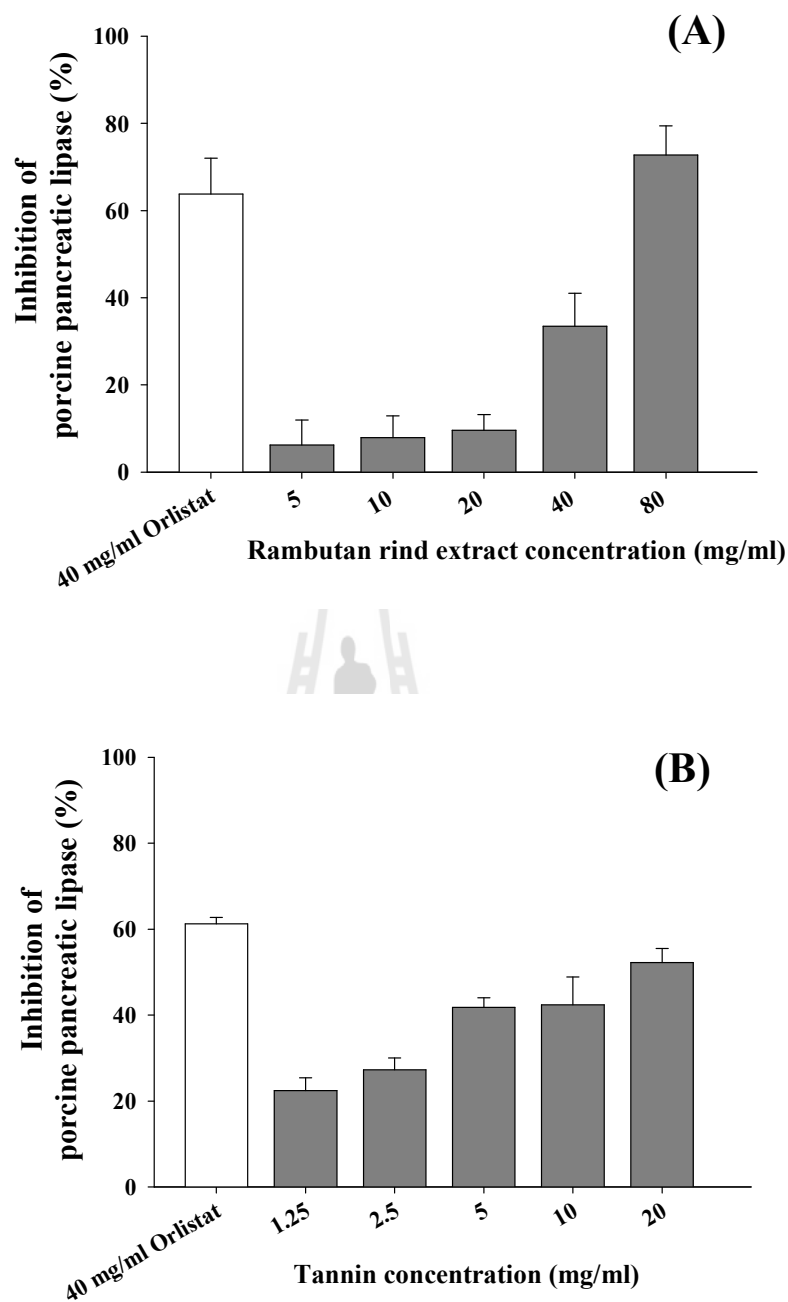 (A)
100
80
60
40
20
0
Inhibition of
porcine pancreatic lipase (%)
40 mg/ml Orlistat
5
10
20
40
80
Rambutan rind extract concentration (mg/ml)
(B)
100
80
60
40
20
0
Inhibition of
porcine pancreatic lipase (%)
40 mg/ml Orlistat
1.25
2.5
5
10
20
Tannin concentration (mg/ml)